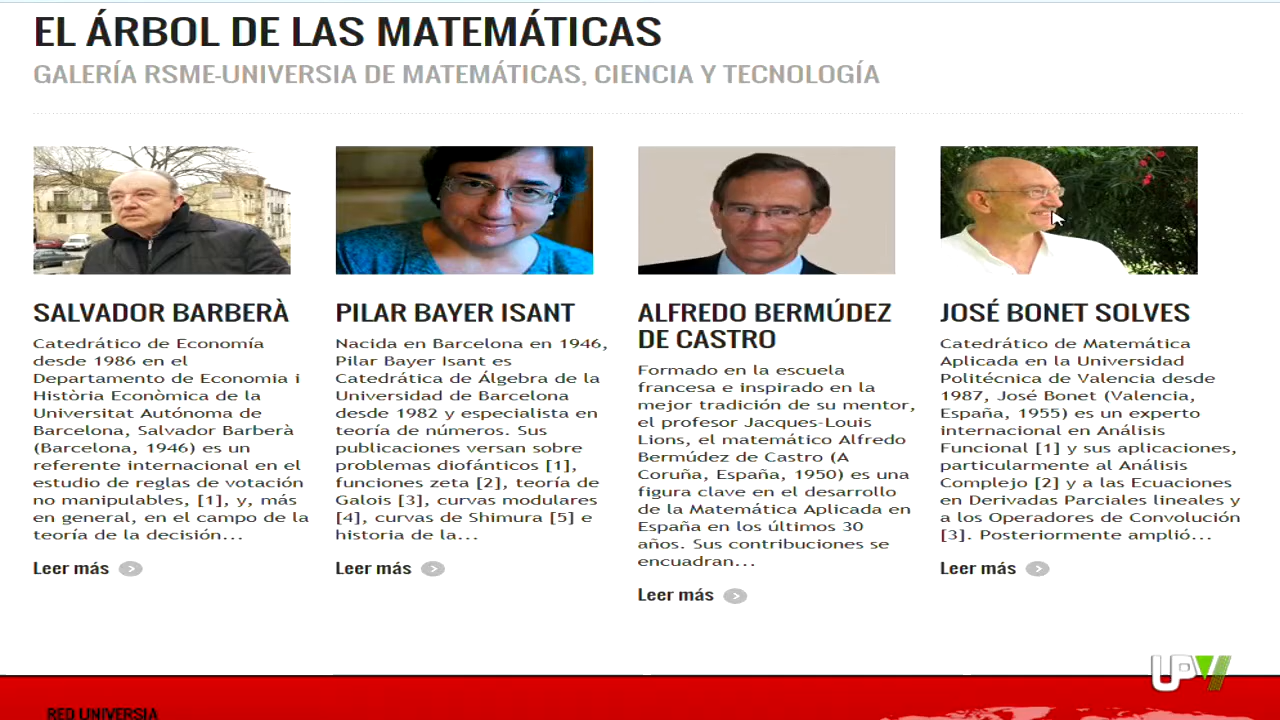 EL ÁRBOL DE LAS MATEMÁTICAS
GALERÍA RSME-UNIVERSIA DE MATEMÁTICAS, CIENCIA Y TECNOLOGÍA
SALVADOR BARBERÀ
Catedrático de Economía
desde 1986 en el
Departamento de Economia i
Història Econòmica de la
Universitat Autónoma de
Barcelona, Salvador Barberà
(Barcelona, 1946) es un
referente internacional en el
estudio de reglas de votación
no manipulables, [1], y, más
en general, en el campo de la
teoría de la decisión...
Leer más
PILAR BAYER ISANT
Nacida en Barcelona en 1946,
Pilar Bayer Isant es
Catedrática de Álgebra de la
Universidad de Barcelona
desde 1982 y especialista en
teoría de números. Sus
publicaciones versan sobre
problemas diofánticos [1],
funciones zeta [2], teoría de
Galois [3], curvas modulares
[4], curvas de Shimura [5] e
historia de la...
Leer más
ALFREDO BERMÚDEZ
DE CASTRO
Formado en la escuela
francesa e inspirado en la
mejor tradición de su mentor,
el profesor Jacques-Louis
Lions, el matemático Alfredo
Bermúdez de Castro (A
Coruña, España, 1950) es una
figura clave en el desarrollo
de la Matemática Aplicada en
España en los últimos 30
años. Sus contribuciones se
encuadran...
Leer más
JOSÉ BONET SOLVES
Catedrático de Matemática
Aplicada en la Universidad
Politécnica de Valencia desde
1987, José Bonet (Valencia,
España, 1955) es un experto
internacional en Análisis
Funcional [1] y sus aplicaciones,
particularmente al Análisis
Complejo [2] y a las Ecuaciones
en Derivadas Parciales lineales y
a los Operadores de Convolución
[3]. Posteriormente amplió...
Leer más
UPV
RED UNIVERSIA